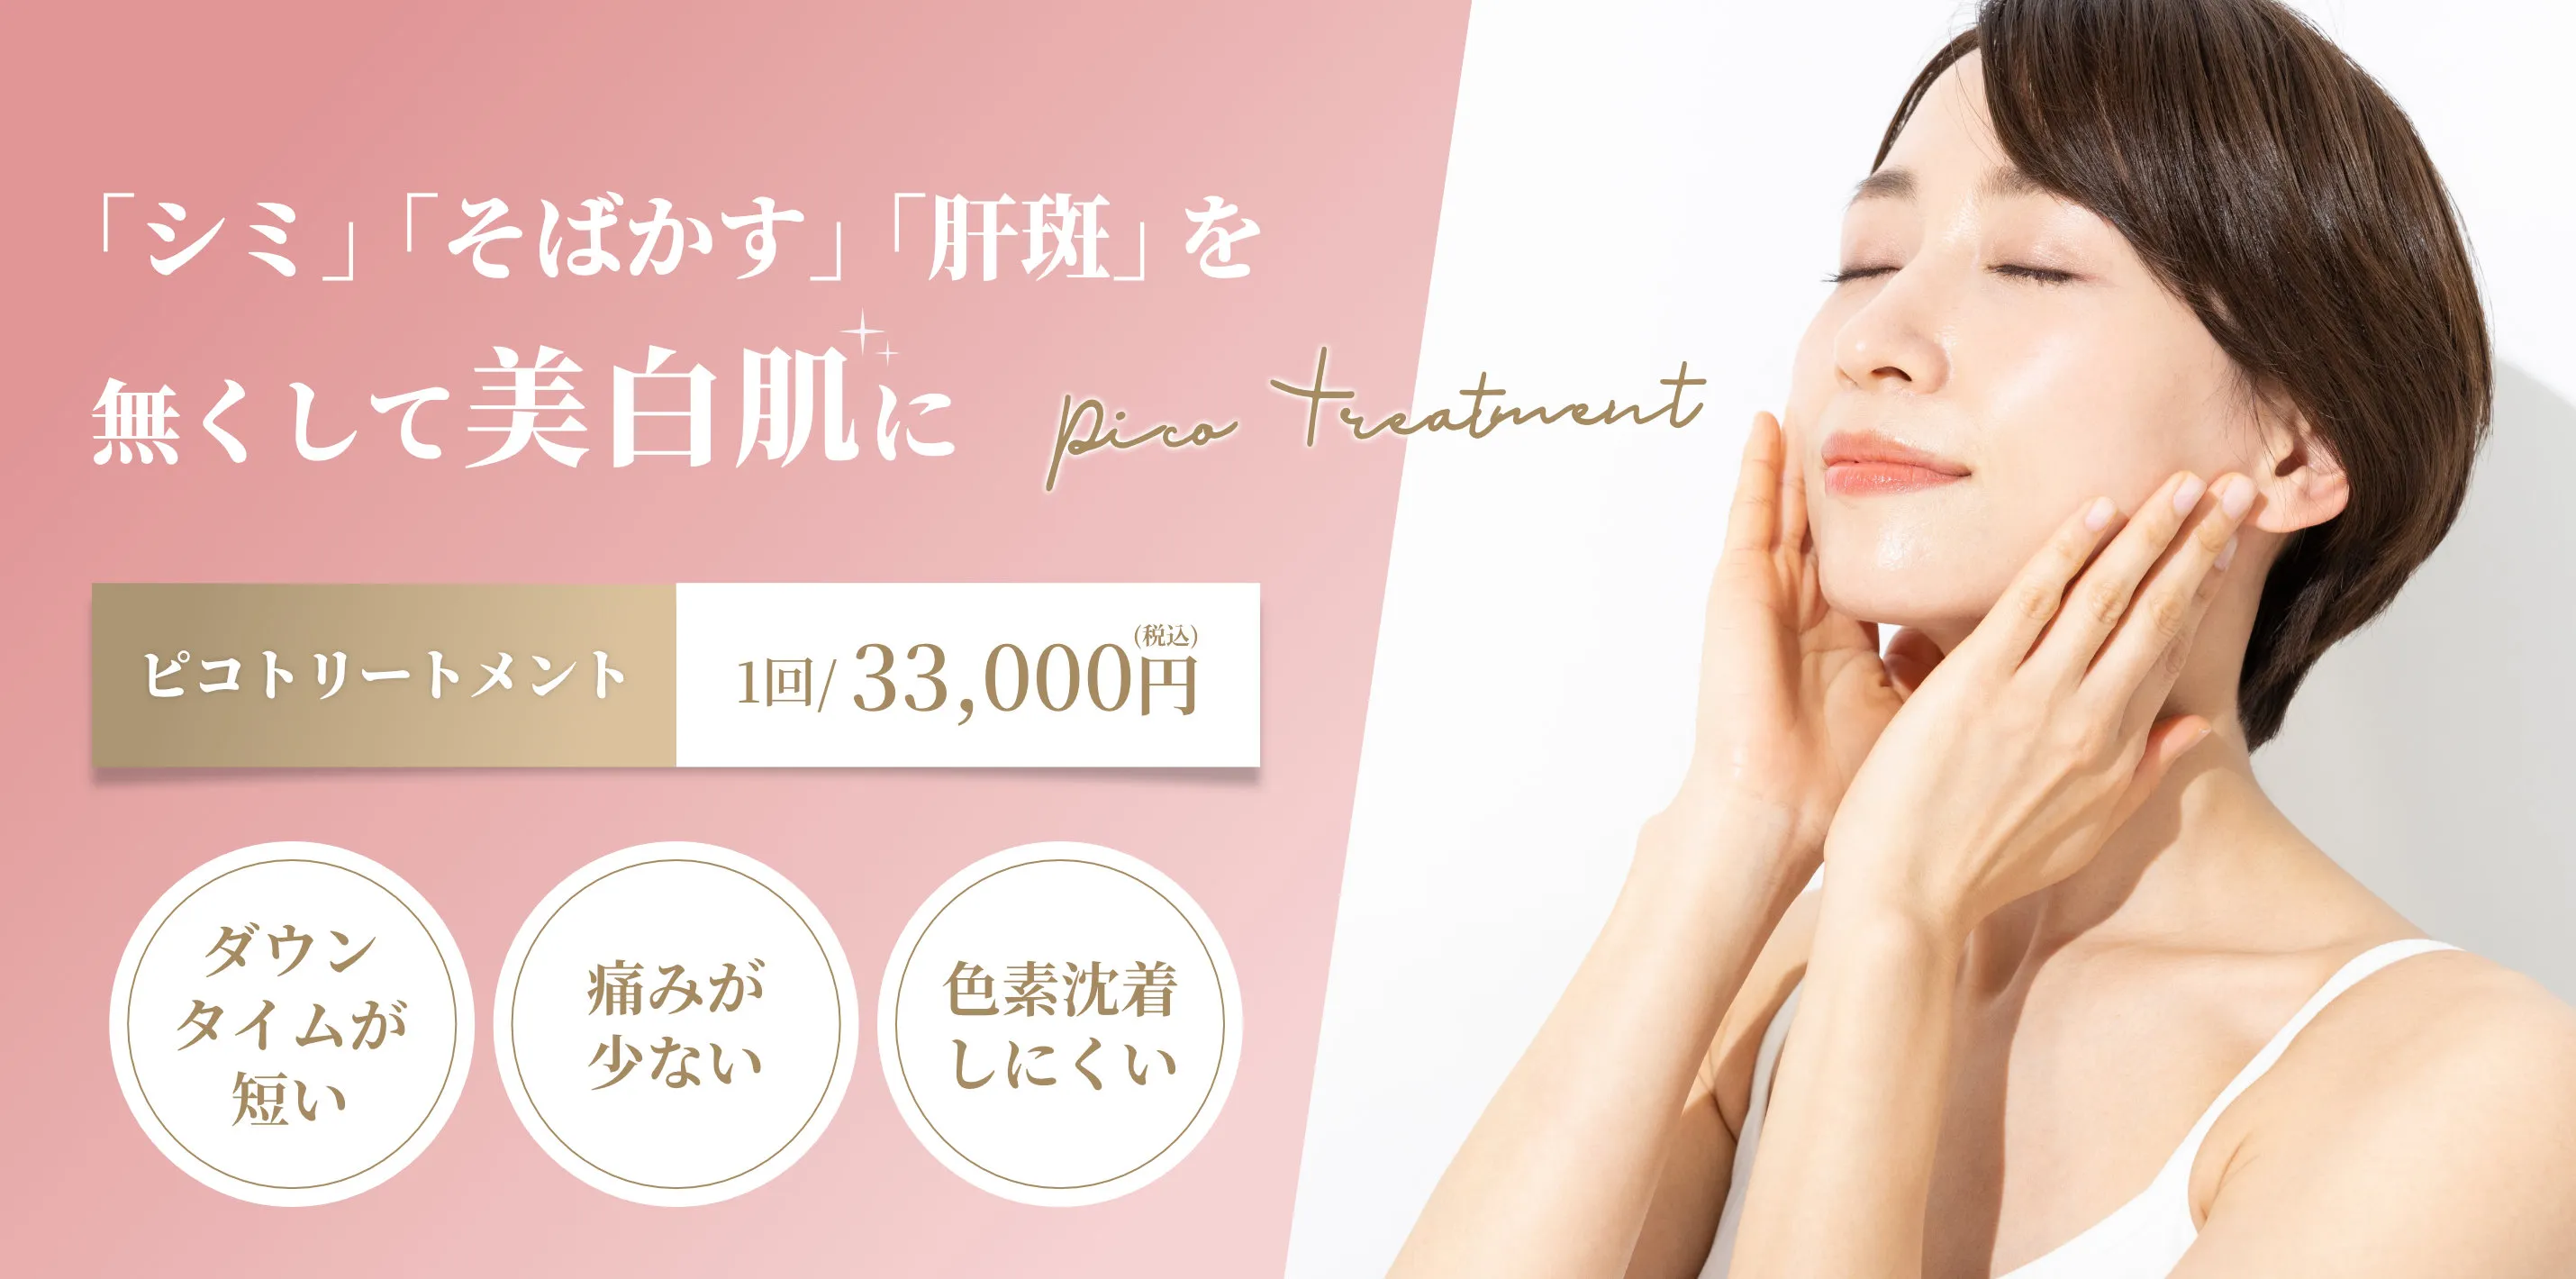 「シミ」「そばかす」「肝斑」を
無くして美白肌に
pico Treatment
ピコトリートメント
1回/33,000円(税込)
ダウン
タイムが
短い
痛みが
少ない
色素沈着
しにくい